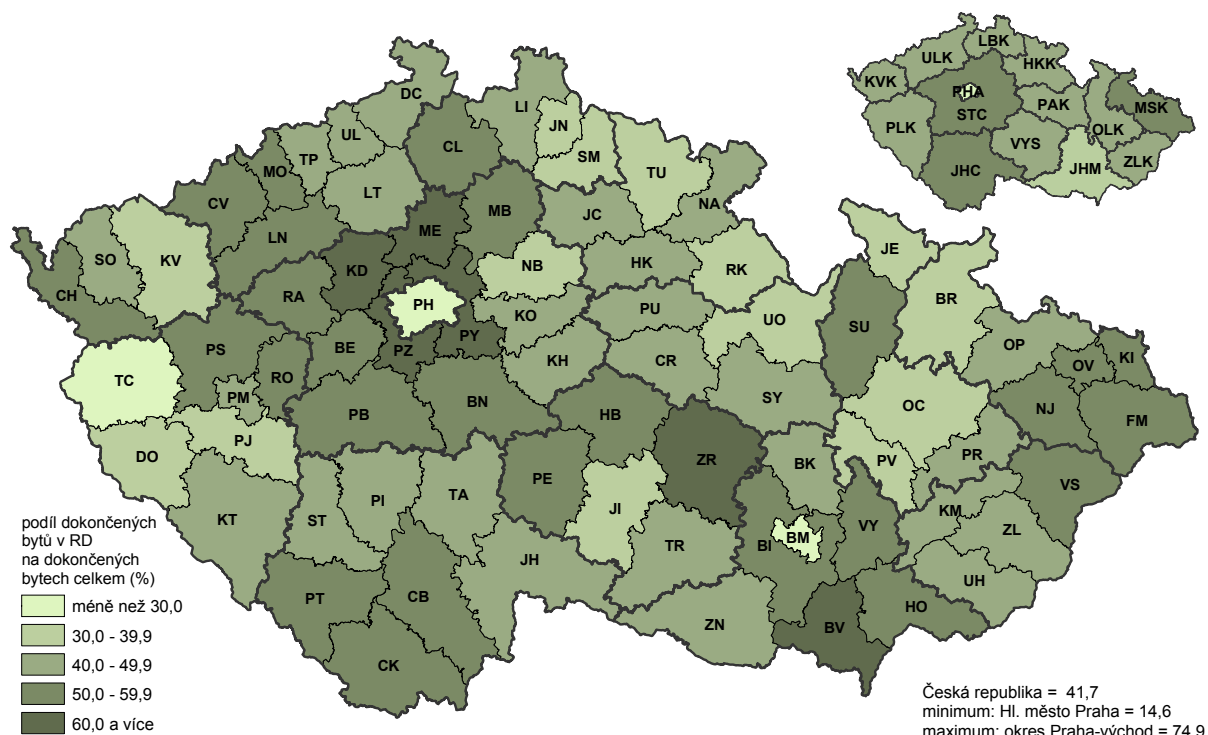 DC
LI
JN
SM
UL
TP
CL
MO
LT
TU
CV
LN
ME
MB
JC
NA
SO
KV
KD
NB
HK
RK
JE
CH
RA
PH
KO
PU
UO
BR
SU
PS
BE
PZ
PY
KH
CR
OP
TC
RO
PM
OV
KI
PB
BN
HB
SY
OC
NJ
FM
DO
PJ
ZR
BK
PV
PR
VS
KT
ST
PI
TA
PE
JI
KM
ZL
TR
BI
BM
VY
JH
UH
PT
CB
HO
ZN
BV
CK
LBK
ULK
HKK
KVK
PHA
STC
PAK
MSK
PLK
OLK
VYS
ZLK
JHC
JHM
podíl dokončených
bytů v RD
na dokončených
bytech celkem (%)
méně než 30,0
30,0 - 39,9
40,0 - 49,9
50,0 - 59,9
60,0 a více
Česká republika = 41,7
minimum: Hl. město Praha = 14,6
maximum: okres Praha-východ = 74,9